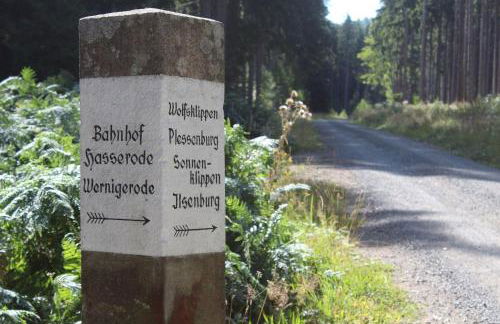 Bahnhof
Hasserode
Wernigerode
Wolfsklippen
Plessenburg
Sonnen-
klippen
Ilsenburg